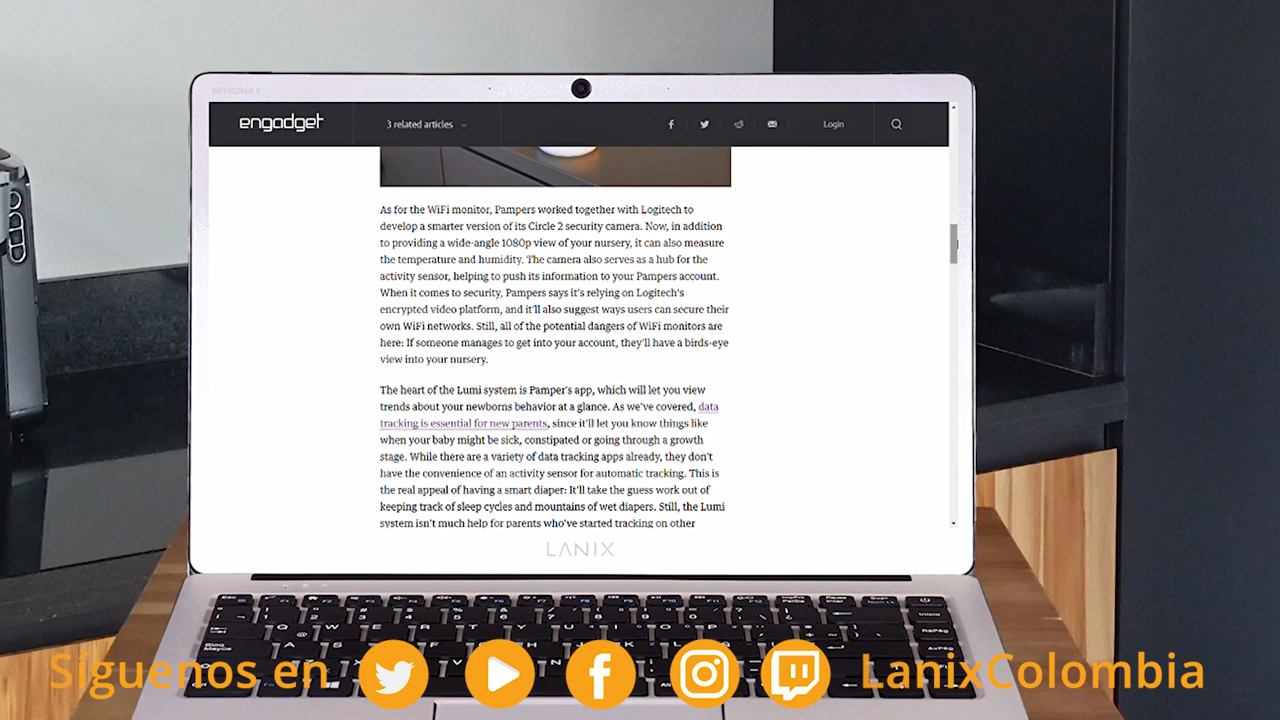 NEURON R II
engadget
3 related articles
Login
As for the WiFi monitor, Pampers worked together with Logitech to
develop a smarter version of its Circle 2 security camera. Now, in addition
to providing a wide-angle 1080p view of your nursery, it can also measure
the temperature and humidity. The camera also serves as a hub for the
activity sensor, helping to push its information to your Pampers account.
When it comes to security, Pampers says it's relying on Logitech's
encrypted video platform, and it'll also suggest ways users can secure their
own WiFi networks. Still, all of the potential dangers of WiFi monitors are
here: If someone manages to get into your account, they'll have a birds-eye
view into your nursery.
The heart of the Lumi system is Pamper's app, which will let you view
trends about your newborns behavior at a glance. As we've covered, data
tracking is essential for new parents, since it'll let you know things like
when your baby might be sick, constipated or going through a growth
stage. While there are a variety of data tracking apps already, they don't
have the convenience of an activity sensor for automatic tracking. This is
the real appeal of having a smart diaper: It'll take the guess work out of
keeping track of sleep cycles and mountains of wet diapers. Still, the Lumi
system isn't much help for parents who've started tracking on other
LANIX
Q W E R T Y U O P
Bloq Mayús
Síguenos en LanixColombia